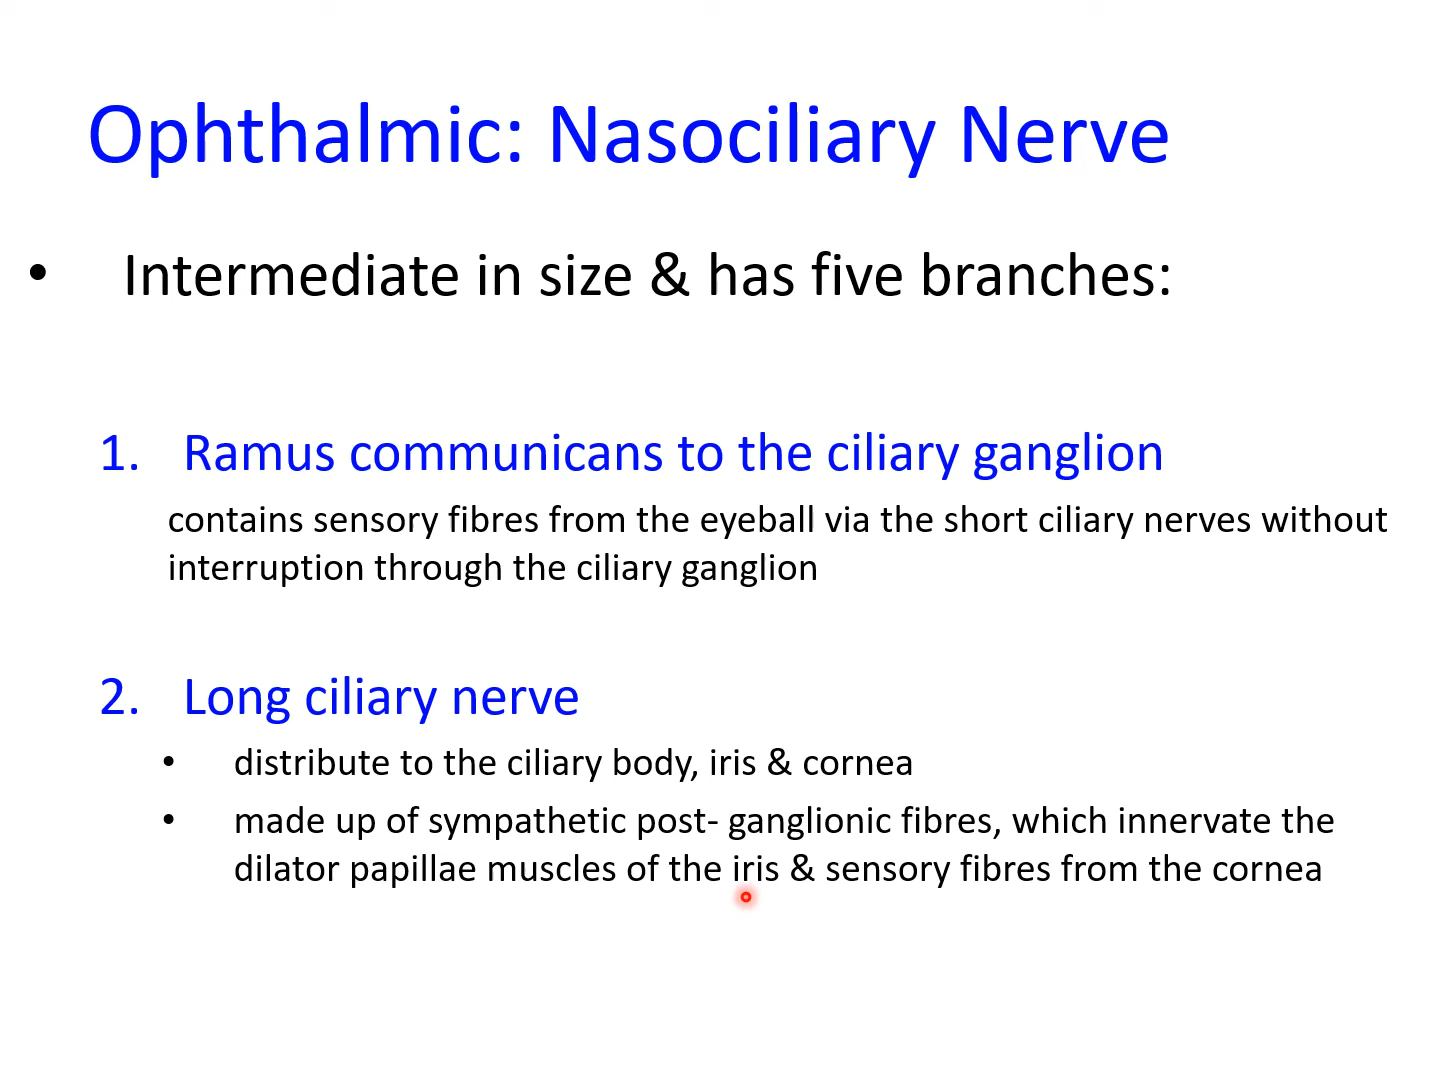 Ophthalmic: Nasociliary Nerve
• Intermediate in size & has five branches:
1. Ramus communicans to the ciliary ganglion
contains sensory fibres from the eyeball via the short ciliary nerves without
interruption through the ciliary ganglion
2. Long ciliary nerve
• distribute to the ciliary body, iris & cornea
• made up of sympathetic post- ganglionic fibres, which innervate the
dilator papillae muscles of the iris & sensory fibres from the cornea